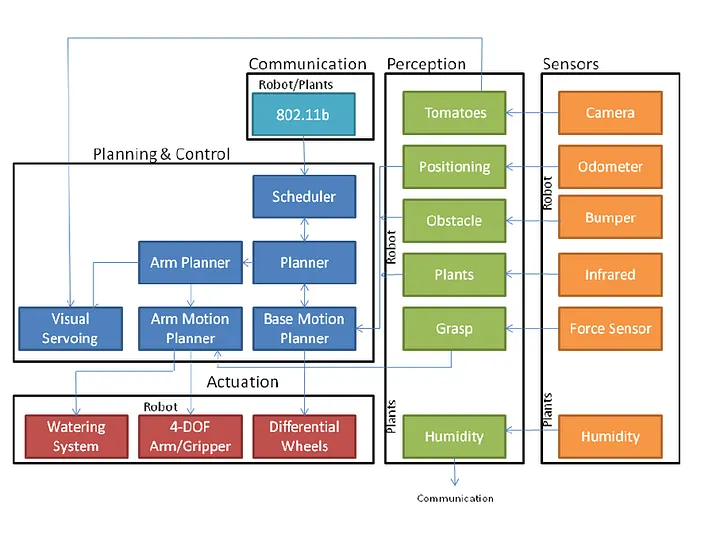 Communication
Perception
Sensors
Robot/Plants
802.11b
Tomatoes
Camera
Planning & Control
Positioning
Odometer
Scheduler
Robot
Obstacle
Bumper
Robot
Arm Planner
Planner
Plants
Infrared
Visual
Servoing
Arm Motion
Planner
Base Motion
Planner
Grasp
Force Sensor
Actuation
Robot
Plants
Plants
Watering
System
4-DOF
Arm/Gripper
Differential
Wheels
Humidity
Humidity
Communication